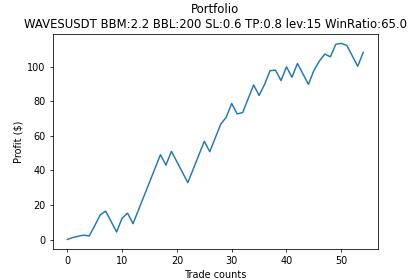 Portfolio
WAVESUSDT BBM:2.2 BBL:200 SL:0.6 TP:0.8 lev:15 WinRatio:65.0
Profit ($)
100
80
60
40
20
0
0 10 20 30 40 50
Trade counts